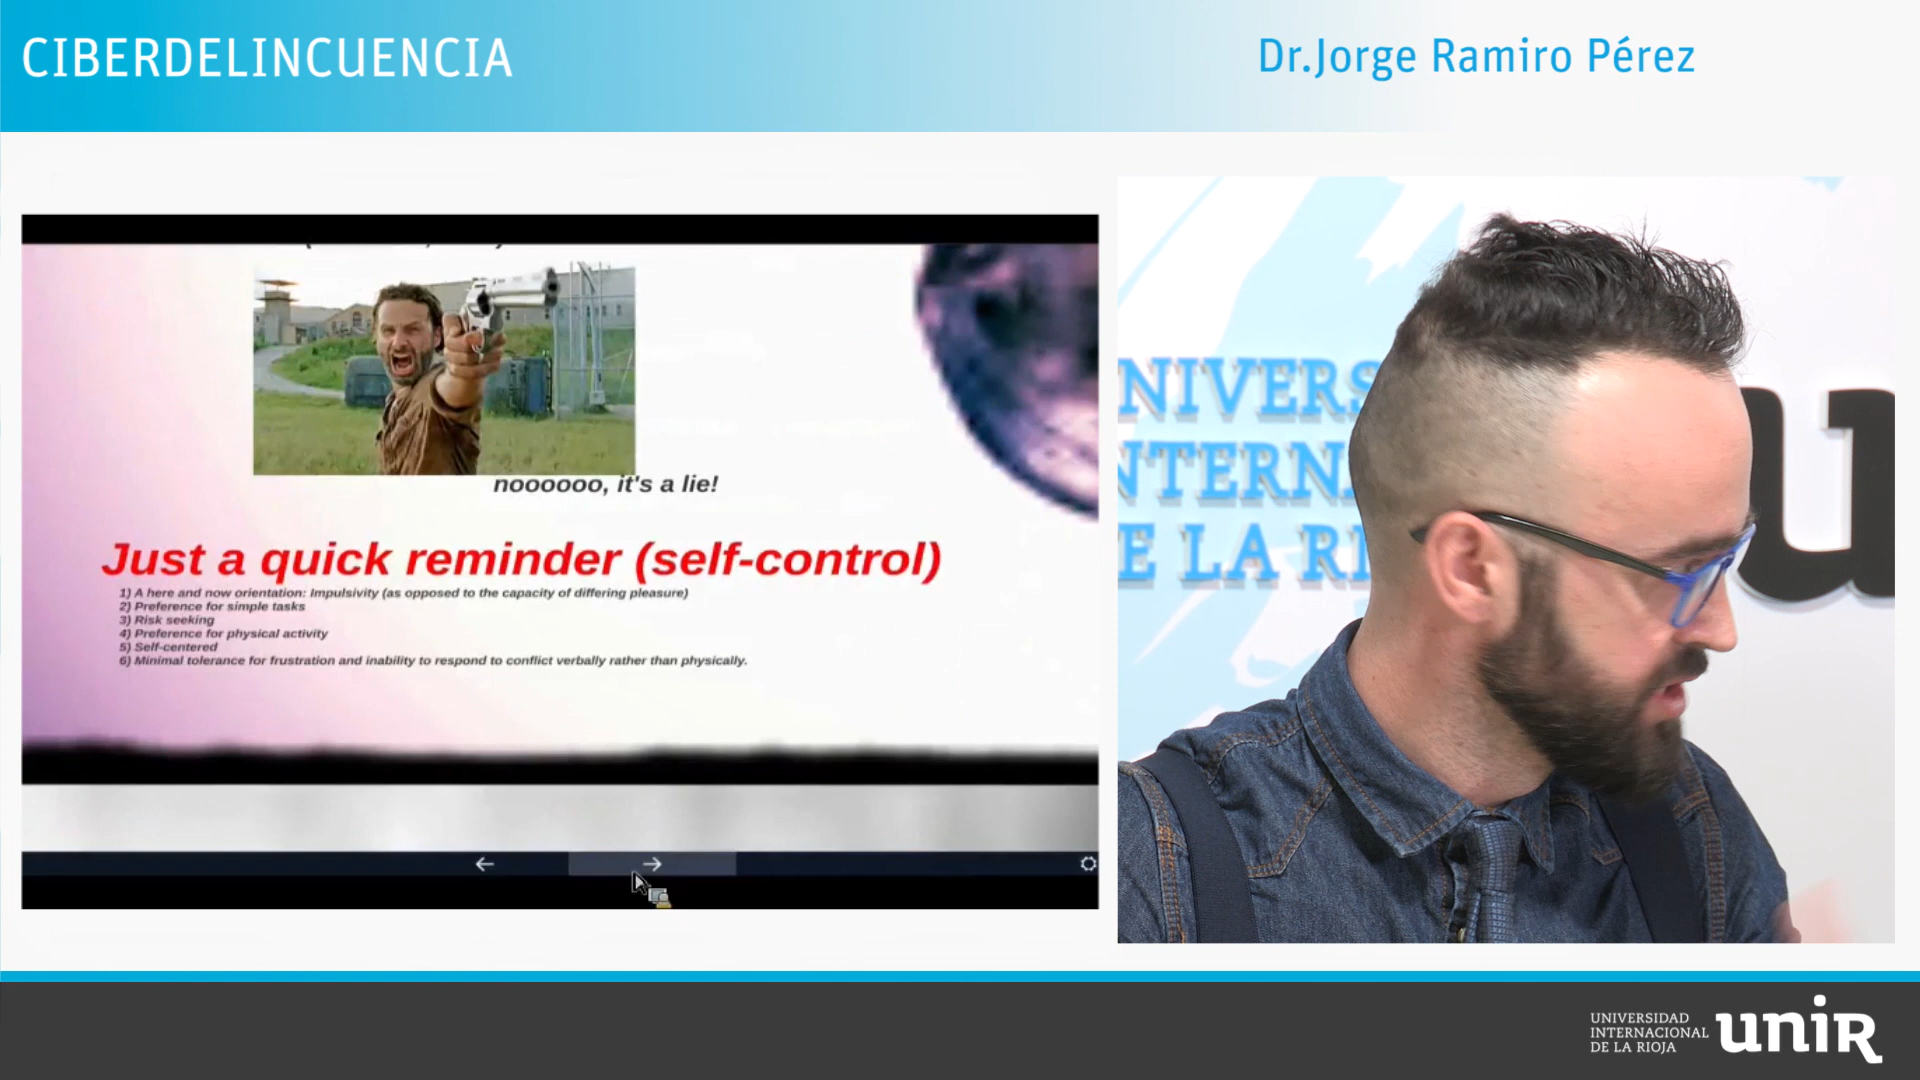 CIBERDELINCUENCIA
Dr.Jorge Ramiro Pérez
noooooo, it's a lie!
Just a quick reminder (self-control)
1) A here and now orientation: Impulsivity (as opposed to the capacity of differing pleasure)
2) Preference for simple tasks
3) Risk seeking
4) Preference for physical activity
5) Self-centered
6) Minimal tolerance for frustration and inability to respond to conflict verbally rather than physically.
NIVERS
NTERN
E LA RI
u
UNIVERSIDAD
INTERNACIONAL
DE LA RIOJA
unir